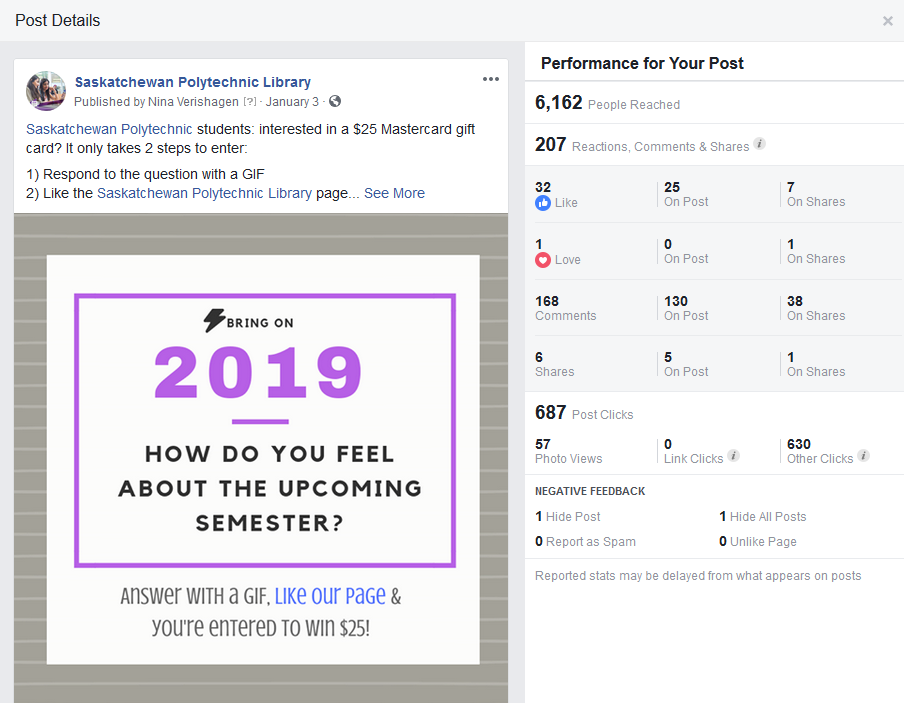 Post Details
×
Saskatchewan Polytechnic Library
Published by Nina Verishagen [?] · January 3 ·
Saskatchewan Polytechnic students: interested in a $25 Mastercard gift
card? It only takes 2 steps to enter:
1) Respond to the question with a GIF
2) Like the Saskatchewan Polytechnic Library page... See More
BRING ON
2019
HOW DO YOU FEEL
ABOUT THE UPCOMING
SEMESTER?
Answer with a GIF, Like our page &
you're entered to win $25!
Performance for Your Post
6,162 People Reached
207 Reactions, Comments & Shares i
32 25 7
Like On Post On Shares
1 0 1
Love On Post On Shares
168 130 38
Comments On Post On Shares
6 5 1
Shares On Post On Shares
687 Post Clicks
57 0 630
Photo Views Link Clicks i Other Clicks i
NEGATIVE FEEDBACK
1 Hide Post 1 Hide All Posts
0 Report as Spam 0 Unlike Page
Reported stats may be delayed from what appears on posts